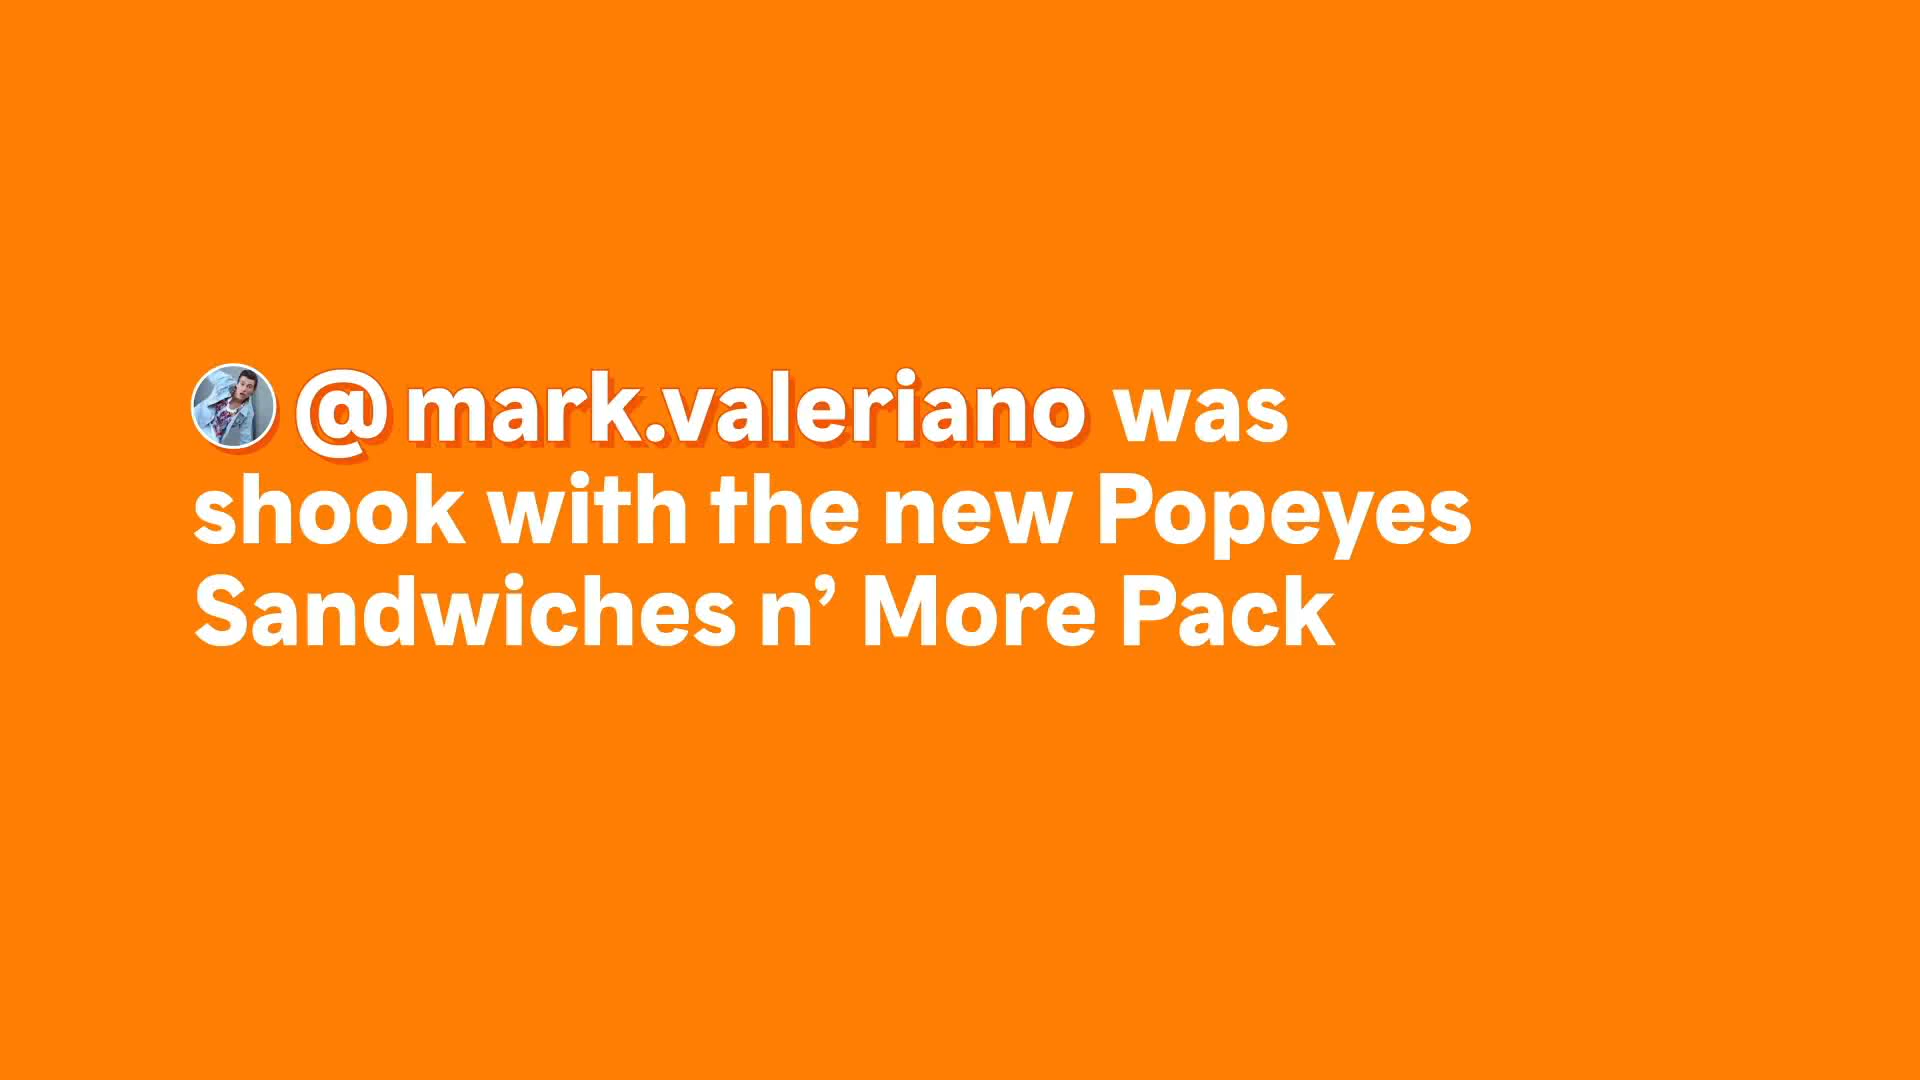 @mark.valeriano was
shook with the new Popeyes
Sandwiches n’ More Pack